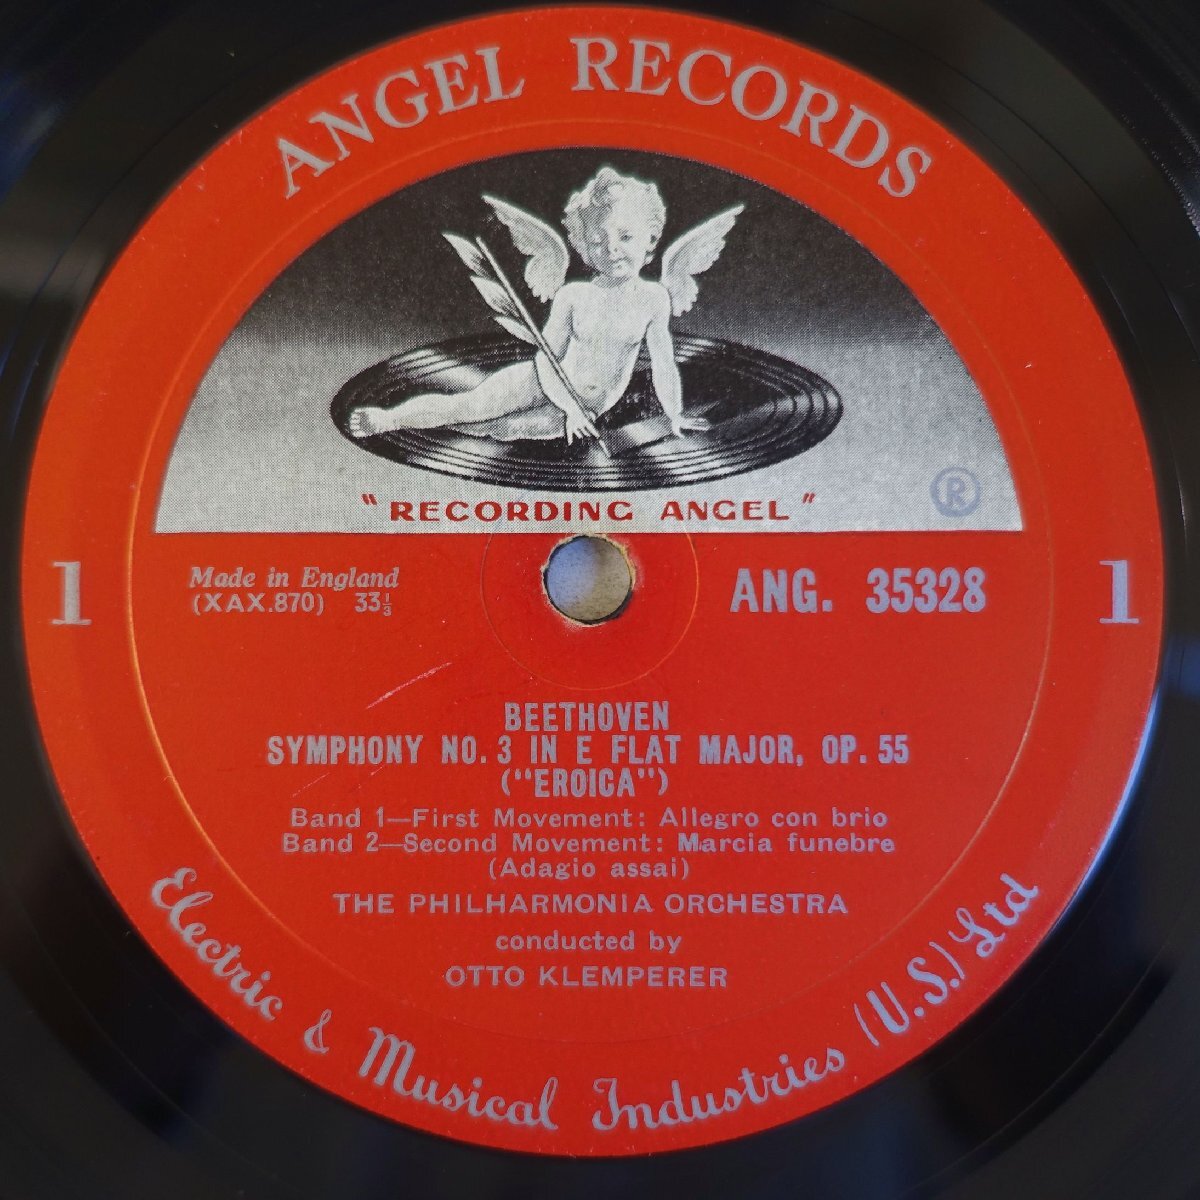 ANGEL RECORDS
"RECORDING ANGEL" ®
1 1
Made in England
(XAX.870) 33⅓
ANG. 35328
BEETHOVEN
SYMPHONY NO. 3 IN E FLAT MAJOR, OP. 55
("EROICA")
Band 1—First Movement: Allegro con brio
Band 2—Second Movement: Marcia funebre
(Adagio assai)
THE PHILHARMONIA ORCHESTRA
conducted by
OTTO KLEMPERER
Electric & Musical Industries (U.S.) Ltd